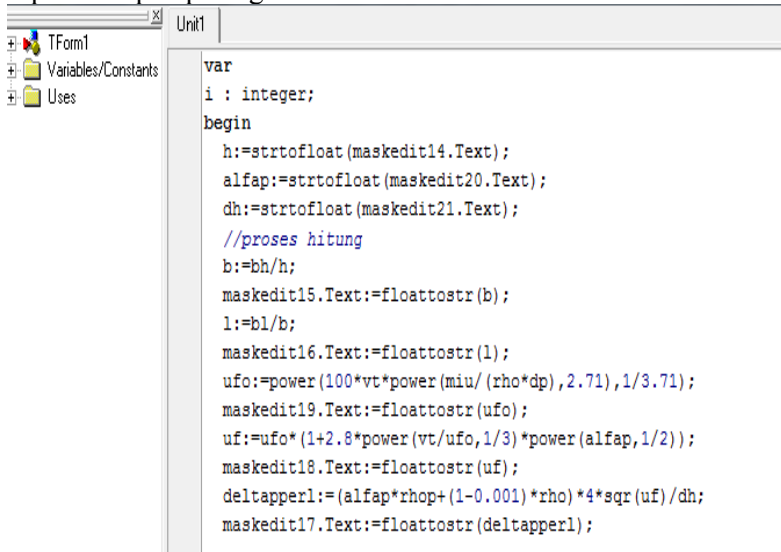 Unit1
TForm1
Variables/Constants
Uses
var
i : integer;
begin
h:=strtofloat(maskedit14.Text);
alfap:=strtofloat(maskedit20.Text);
dh:=strtofloat(maskedit21.Text);
//proses hitung
b:=bh/h;
maskedit15.Text:=floattostr(b);
l:=bl/b;
maskedit16.Text:=floattostr(l);
ufo:=power(100*vt*power(miu/(rho*dp),2.71),1/3.71);
maskedit19.Text:=floattostr(ufo);
uf:=ufo*(1+2.8*power(vt/ufo,1/3)*power(alfap,1/2));
maskedit18.Text:=floattostr(uf);
deltapperl:=(alfap*rhop+(1-0.001)*rho)*4*sqr(uf)/dh;
maskedit17.Text:=floattostr(deltapperl);